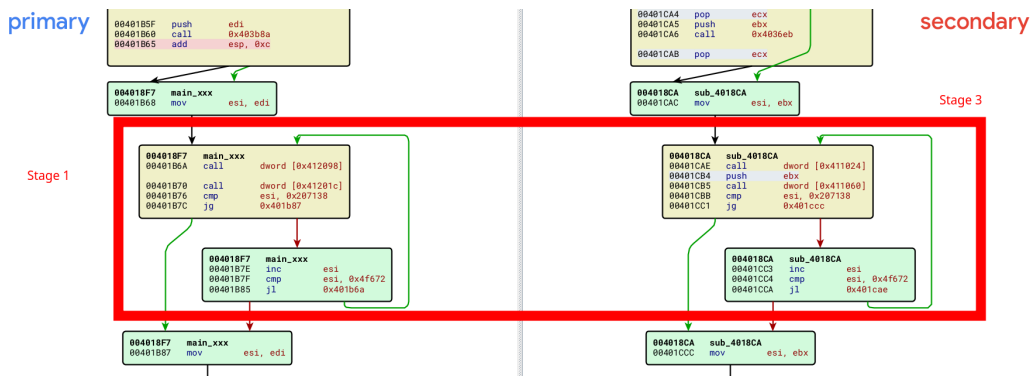 primary
00401B5F push edi
00401B60 call 0x403b8a
00401B65 add esp, 0xc
004018F7 main_xxx
00401B68 mov esi, edi
Stage 1
004018F7 main_xxx
00401B6A call dword [0x412098]
00401B70 call dword [0x41201c]
00401B76 cmp esi, 0x207138
00401B7C jg 0x401b87
004018F7 main_xxx
00401B7E inc esi
00401B7F cmp esi, 0x4f672
00401B85 jl 0x401b6a
004018F7 main_xxx
00401B87 mov esi, edi
secondary
00401CA4 pop ecx
00401CA5 push ebx
00401CA6 call 0x4036eb
00401CAB pop ecx
004018CA sub_4018CA
00401CAC mov esi, ebx
Stage 3
004018CA sub_4018CA
00401CAE call dword [0x411024]
00401CB4 push ebx
00401CB5 call dword [0x411060]
00401CBB cmp esi, 0x207138
00401CC1 jg 0x401ccc
004018CA sub_4018CA
00401CC3 inc esi
00401CC4 cmp esi, 0x4f672
00401CCA jl 0x401cae
004018CA sub_4018CA
00401CCC mov esi, ebx